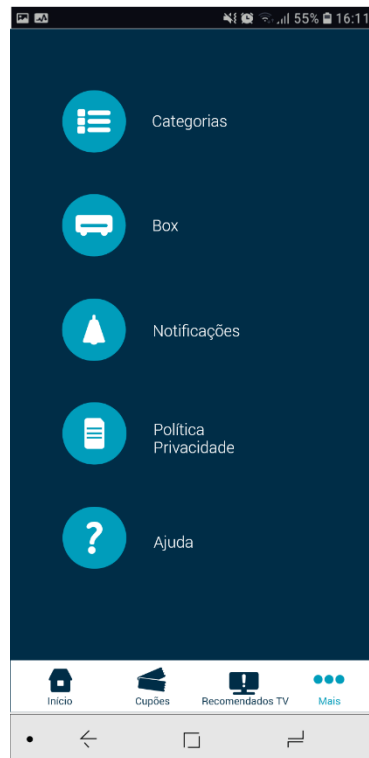 55% 16:11
Categorias
Box
Notificações
Política
Privacidade
?
Ajuda
Início Cupões Recomendados TV Mais